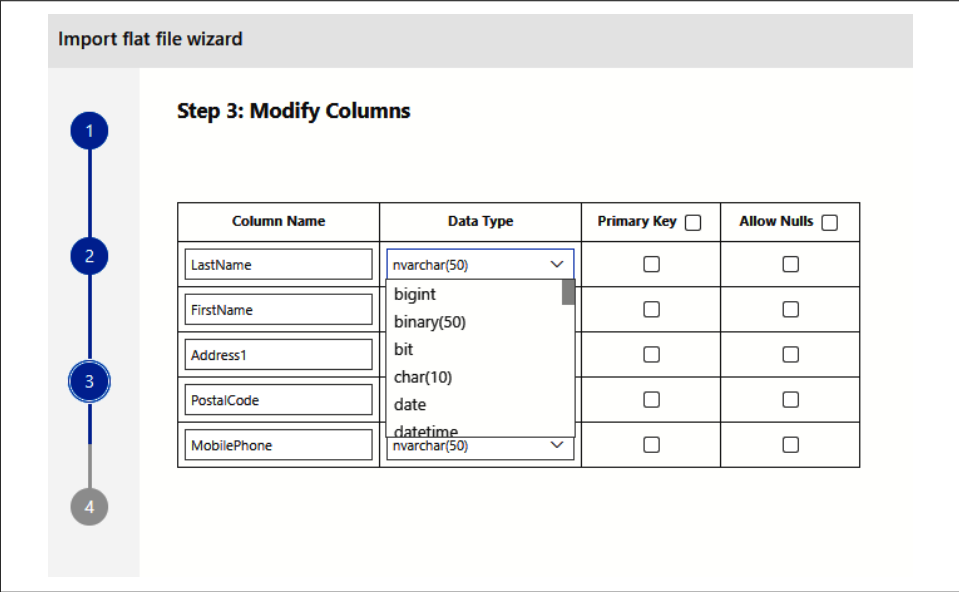 Import flat file wizard
Step 3: Modify Columns
1
2
3
4
Column Name Data Type Primary Key Allow Nulls
LastName nvarchar(50)
bigint
FirstName
binary(50)
bit
Address1
char(10)
PostalCode
date
datetime
MobilePhone nvarchar(50)